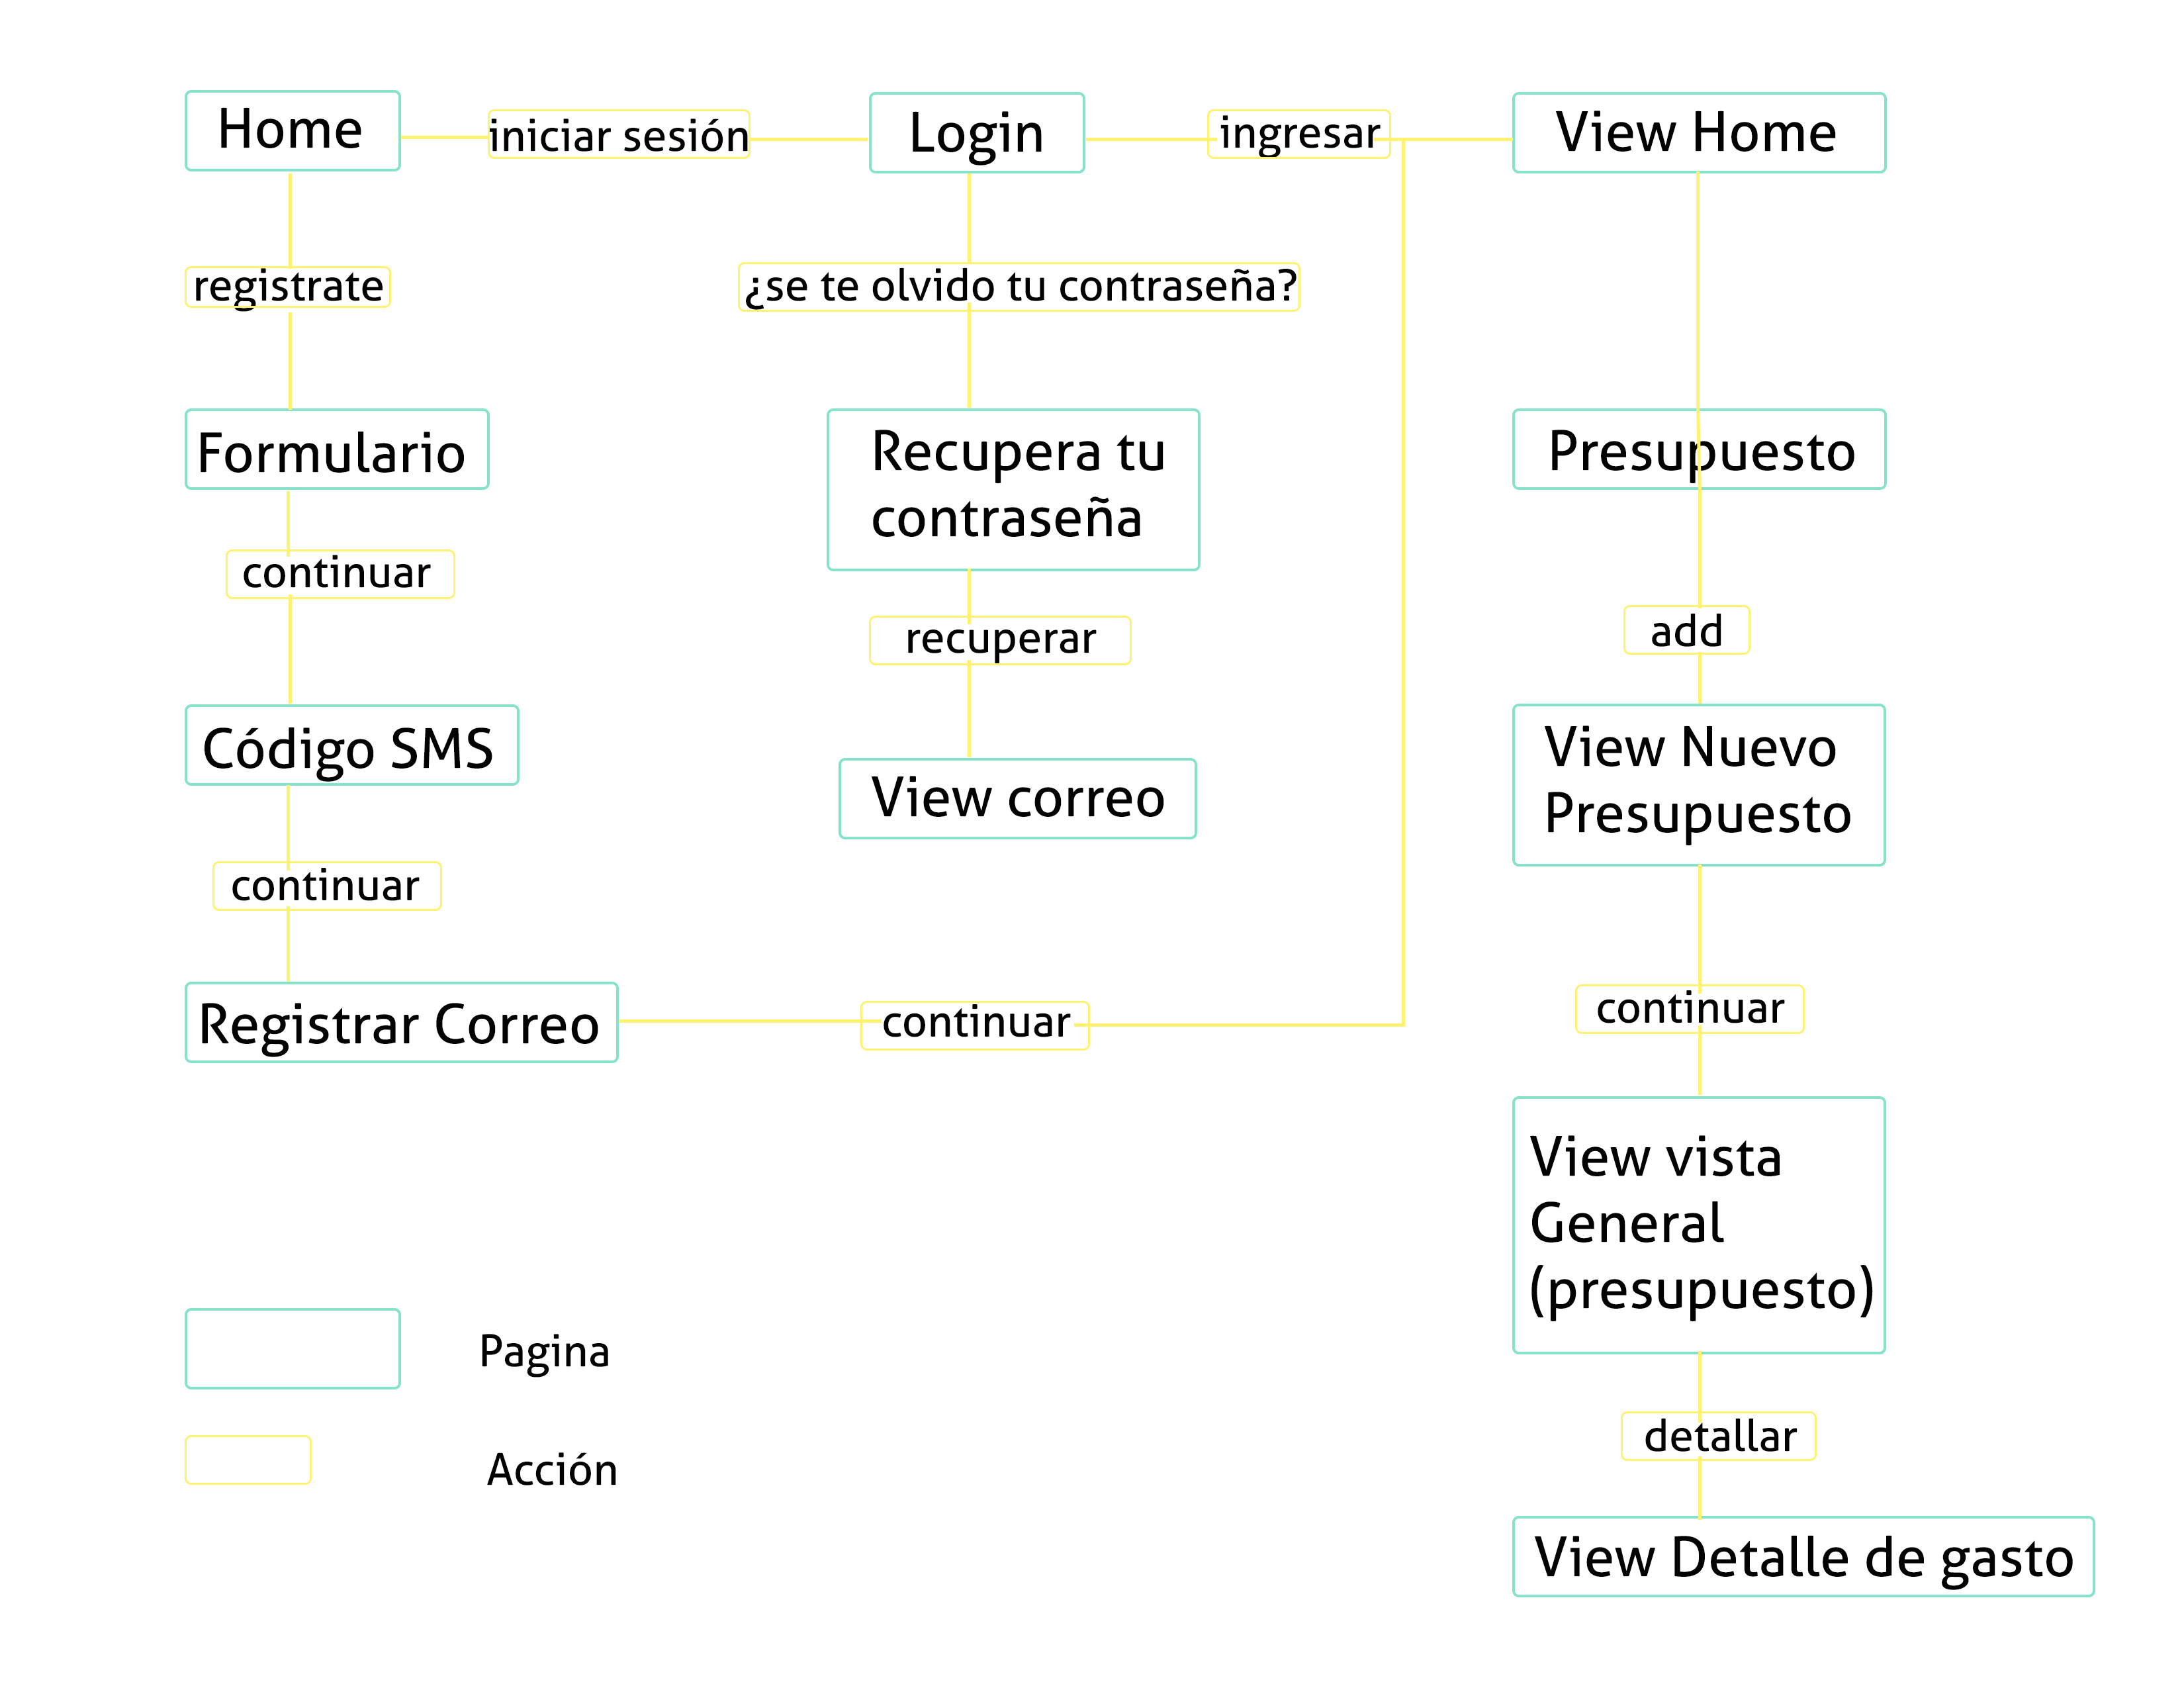 Home
iniciar sesión
Login
ingresar
View Home
registrate
¿se te olvido tu contraseña?
Formulario
Recupera tu
contraseña
Presupuesto
continuar
recuperar
add
Código SMS
View correo
View Nuevo
Presupuesto
continuar
Registrar Correo
continuar
continuar
View vista
General
(presupuesto)
Pagina
detallar
Acción
View Detalle de gasto